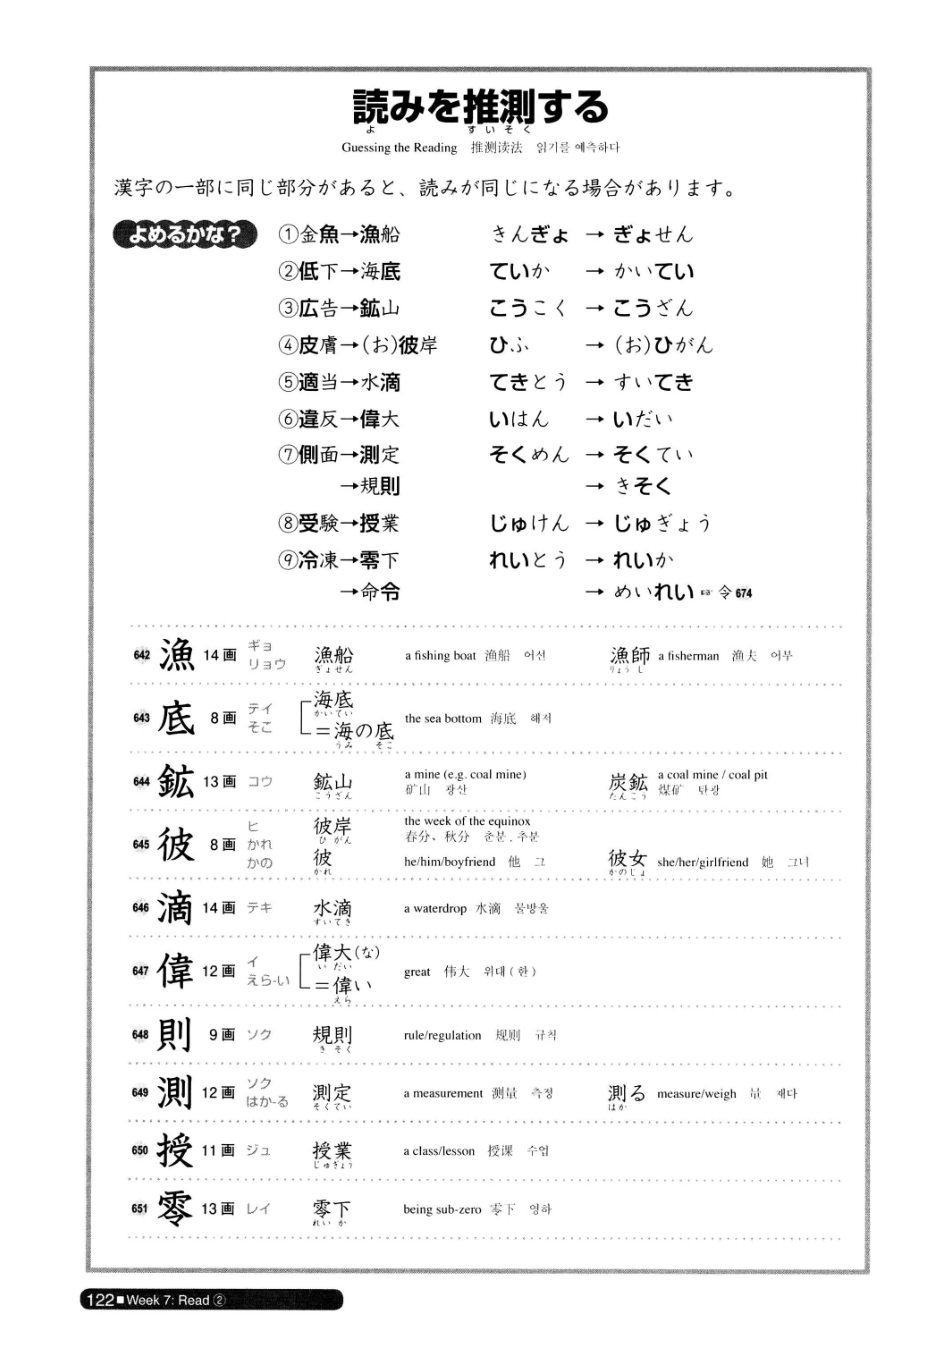 読みを推測する
よ すいそく
Guessing the Reading 推测读法 읽기를 예측하다
漢字の一部に同じ部分があると、読みが同じになる場合があります。
よめるかな？ ①金魚→漁船 きんぎょ → ぎょせん
②低下→海底 ていか → かいてい
③広告→鉱山 こうこく → こうざん
④皮膚→(お)彼岸 ひふ → (お)ひがん
⑤適当→水滴 てきとう → すいてき
⑥違反→偉大 いはん → いだい
⑦側面→測定 そくめん → そくてい
→規則 → きそく
⑧受験→授業 じゅけん → じゅぎょう
⑨冷凍→零下 れいとう → れいか
→命令 → めいれい ☞ 令674
642 漁 14画 ギョ リョウ 漁船 a fishing boat 渔船 어선 漁師 a fisherman 渔夫 어부
ぎょせん りょうし
643 底 8画 テイ そこ 海底 the sea bottom 海底 해저
かいてい
＝海の底
うみ そこ
644 鉱 13画 コウ 鉱山 a mine (e.g. coal mine) 矿山 광산 炭鉱 a coal mine / coal pit 煤矿 탄광
こうざん たんこう
645 彼 8画 ヒ かれ かの 彼岸 the week of the equinox 春分、秋分 춘분 . 추분
ひがん
彼 he/him/boyfriend 他 그 彼女 she/her/girlfriend 她 그녀
かれ かのじょ
646 滴 14画 テキ 水滴 a waterdrop 水滴 물방울
すいてき
647 偉 12画 イ えら-い 偉大(な) great 伟大 위대(한)
いだい
＝偉い
えら
648 則 9画 ソク 規則 rule/regulation 规则 규칙
きそく
649 測 12画 ソク はか-る 測定 a measurement 测量 측정 測る measure/weigh 量 재다
そくてい はか
650 授 11画 ジュ 授業 a class/lesson 授课 수업
じゅぎょう
651 零 13画 レイ 零下 being sub-zero 零下 영하
れいか
122■Week 7: Read ②